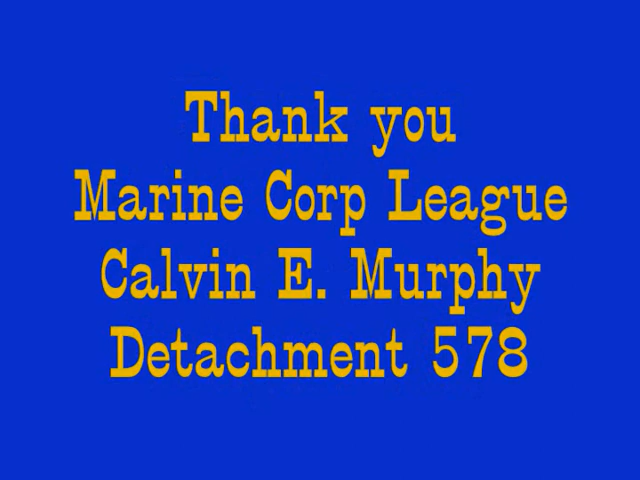 Thank you
Marine Corp League
Calvin E. Murphy
Detachment 578